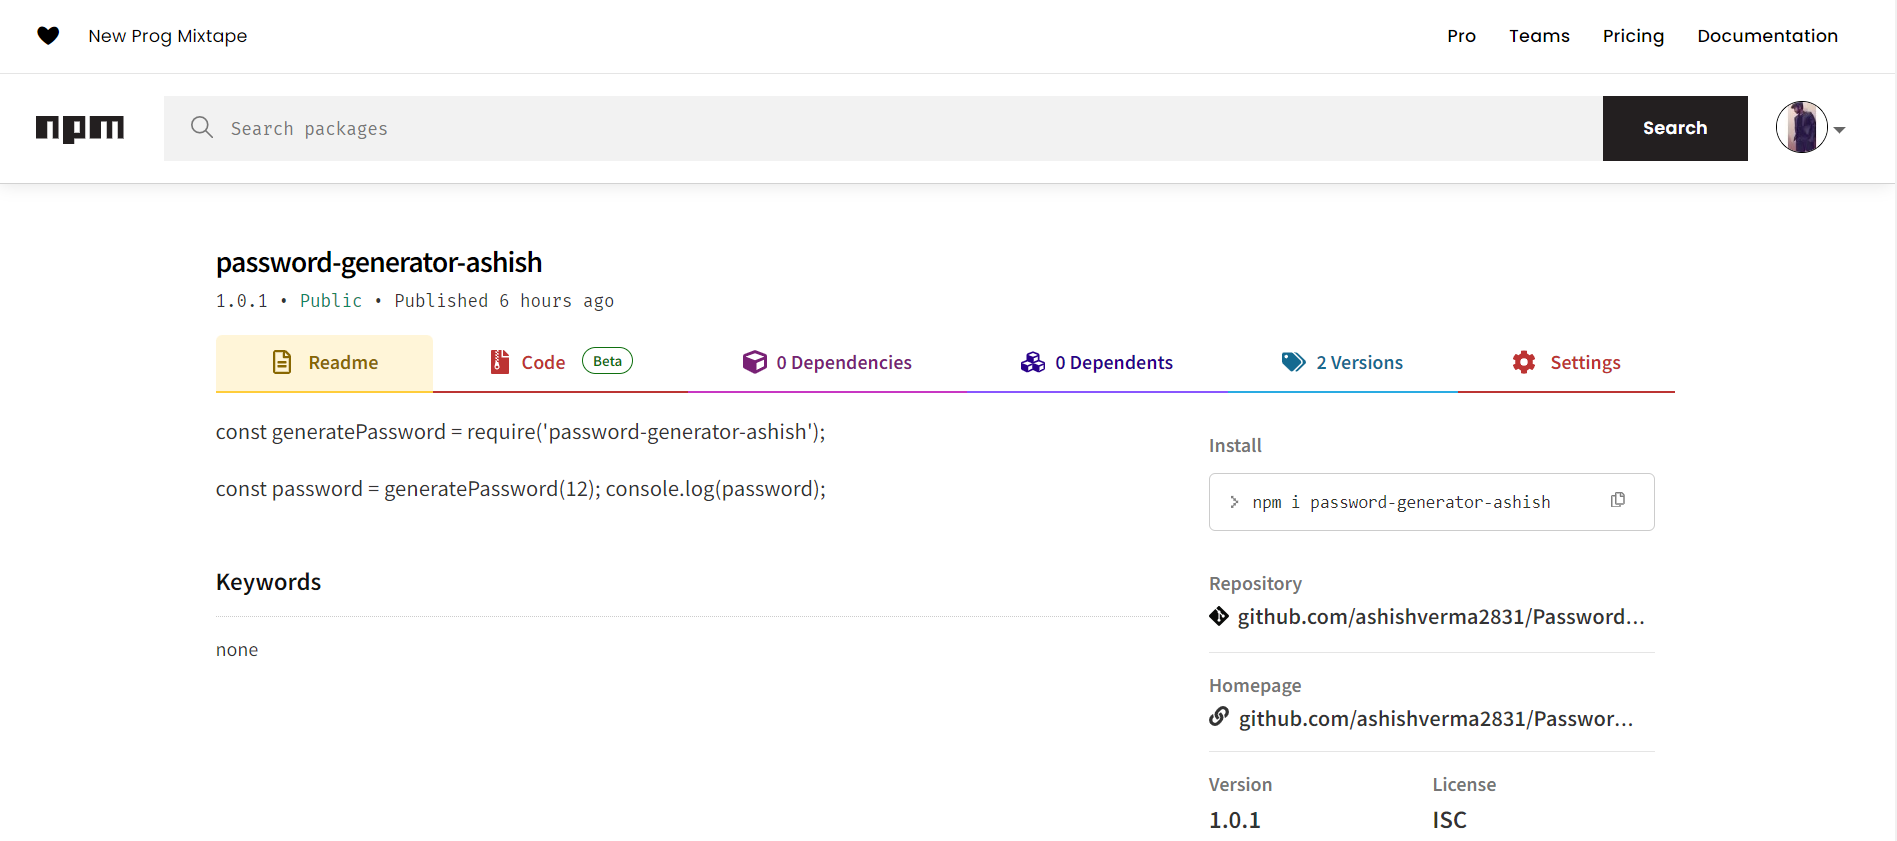 New Prog Mixtape
Pro Teams Pricing Documentation
npm
Search packages
Search
password-generator-ashish
1.0.1 • Public • Published 6 hours ago
Readme
Code Beta
0 Dependencies
0 Dependents
2 Versions
Settings
const generatePassword = require('password-generator-ashish');
const password = generatePassword(12); console.log(password);
Keywords
none
Install
npm i password-generator-ashish
Repository
github.com/ashishverma2831/Password...
Homepage
github.com/ashishverma2831/Passwor...
Version
1.0.1
License
ISC